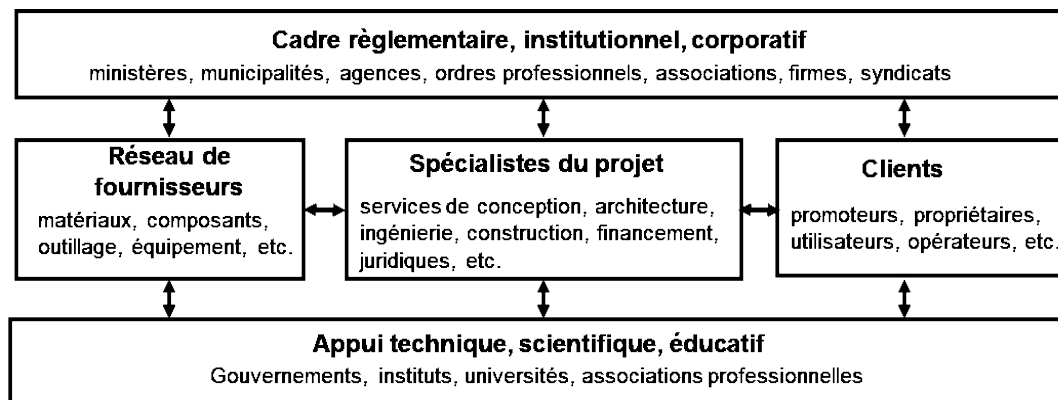 Cadre règlementaire, institutionnel, corporatif
ministères, municipalités, agences, ordres professionnels, associations, firmes, syndicats
Réseau de
fournisseurs
matériaux, composants,
outillage, équipement, etc.
Spécialistes du projet
services de conception, architecture,
ingénierie, construction, financement,
juridiques, etc.
Clients
promoteurs, propriétaires,
utilisateurs, opérateurs, etc.
Appui technique, scientifique, éducatif
Gouvernements, instituts, universités, associations professionnelles